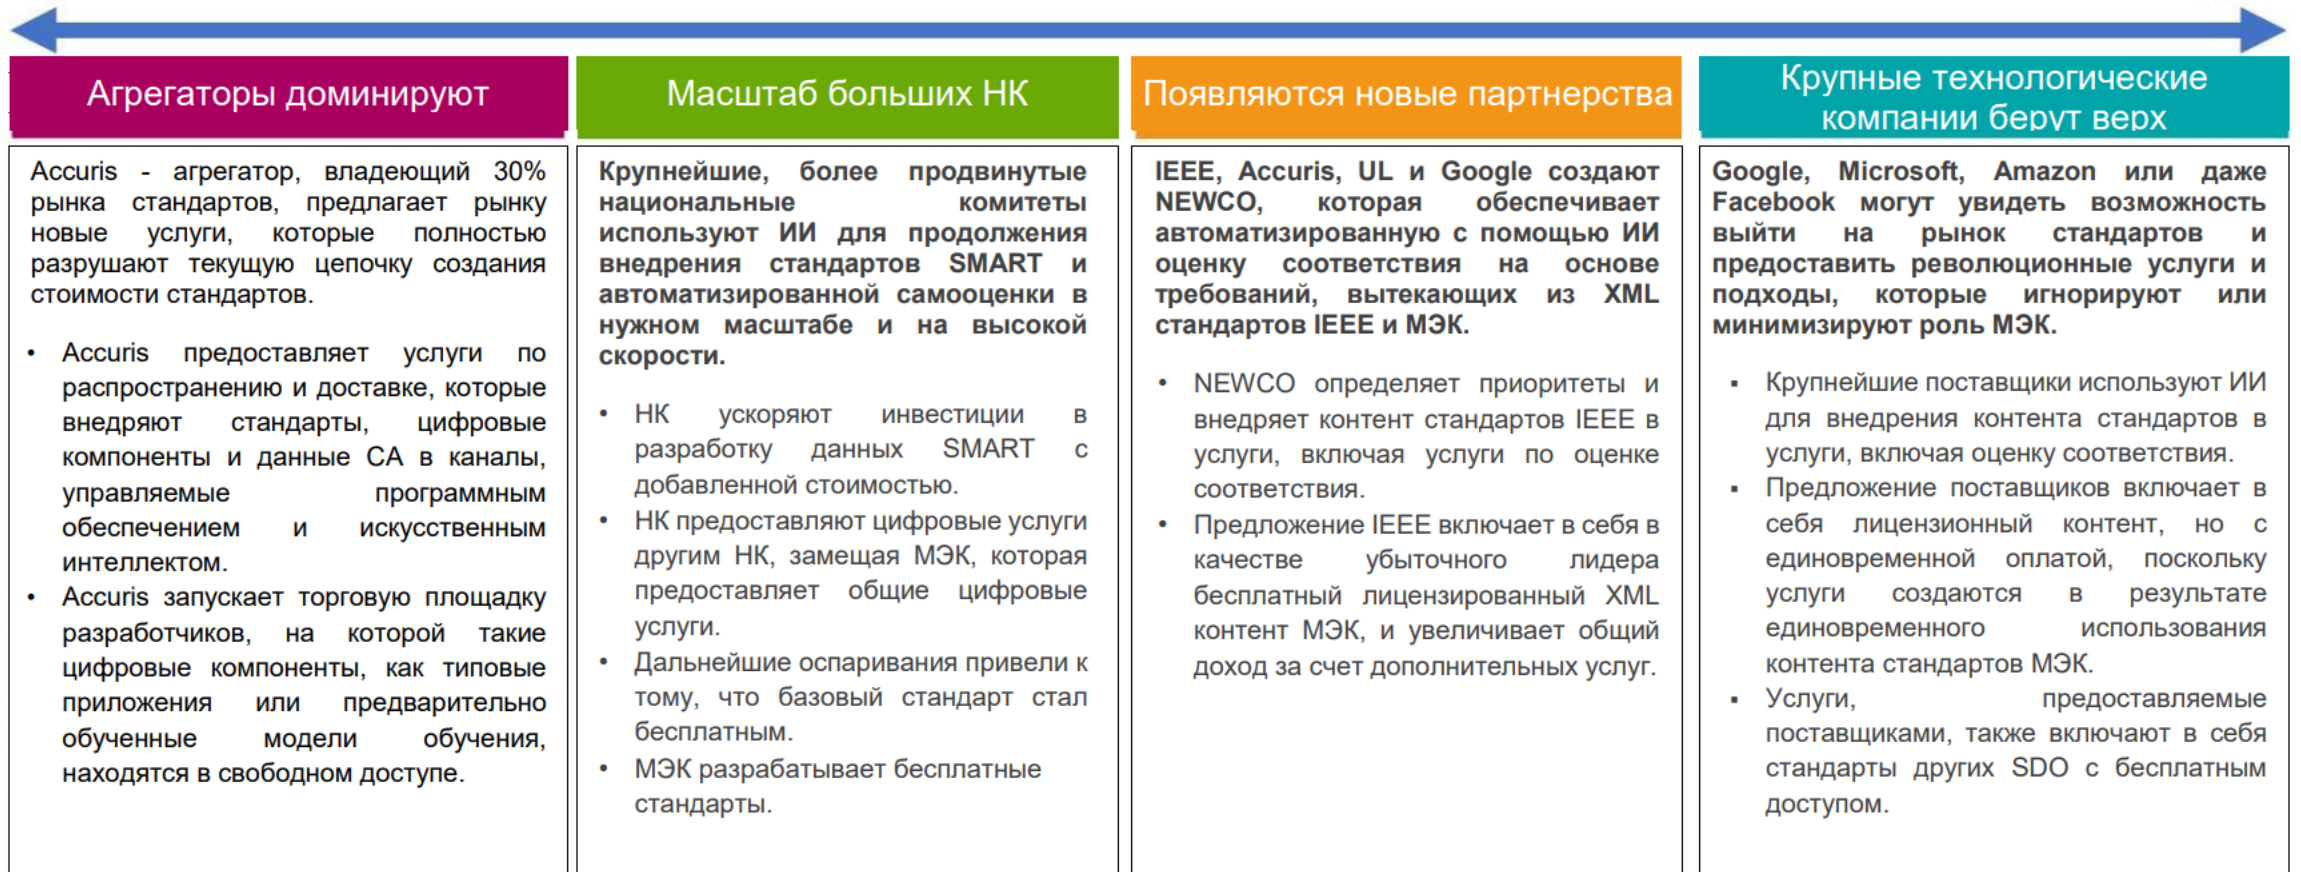 Агрегаторы доминируют
Accuris - агрегатор, владеющий 30%
рынка стандартов, предлагает рынку
новые услуги, которые полностью
разрушают текущую цепочку создания
стоимости стандартов.
• Accuris предоставляет услуги по
распространению и доставке, которые
внедряют стандарты, цифровые
компоненты и данные СА в каналы,
управляемые программным
обеспечением и искусственным
интеллектом.
• Accuris запускает торговую площадку
разработчиков, на которой такие
цифровые компоненты, как типовые
приложения или предварительно
обученные модели обучения,
находятся в свободном доступе.
Масштаб больших НК
Крупнейшие, более продвинутые
национальные комитеты
используют ИИ для продолжения
внедрения стандартов SMART и
автоматизированной самооценки в
нужном масштабе и на высокой
скорости.
• НК ускоряют инвестиции в
разработку данных SMART с
добавленной стоимостью.
• НК предоставляют цифровые услуги
другим НК, замещая МЭК, которая
предоставляет общие цифровые
услуги.
• Дальнейшие оспаривания привели к
тому, что базовый стандарт стал
бесплатным.
• МЭК разрабатывает бесплатные
стандарты.
Появляются новые партнерства
IEEE, Accuris, UL и Google создают
NEWCO, которая обеспечивает
автоматизированную с помощью ИИ
оценку соответствия на основе
требований, вытекающих из XML
стандартов IEEE и МЭК.
• NEWCO определяет приоритеты и
внедряет контент стандартов IEEE в
услуги, включая услуги по оценке
соответствия.
• Предложение IEEE включает в себя в
качестве убыточного лидера
бесплатный лицензированный XML
контент МЭК, и увеличивает общий
доход за счет дополнительных услуг.
Крупные технологические
компании берут верх
Google, Microsoft, Amazon или даже
Facebook могут увидеть возможность
выйти на рынок стандартов и
предоставить революционные услуги и
подходы, которые игнорируют или
минимизируют роль МЭК.
▪ Крупнейшие поставщики используют ИИ
для внедрения контента стандартов в
услуги, включая оценку соответствия.
▪ Предложение поставщиков включает в
себя лицензионный контент, но с
единовременной оплатой, поскольку
услуги создаются в результате
единовременного использования
контента стандартов МЭК.
▪ Услуги, предоставляемые
поставщиками, также включают в себя
стандарты других SDO с бесплатным
доступом.